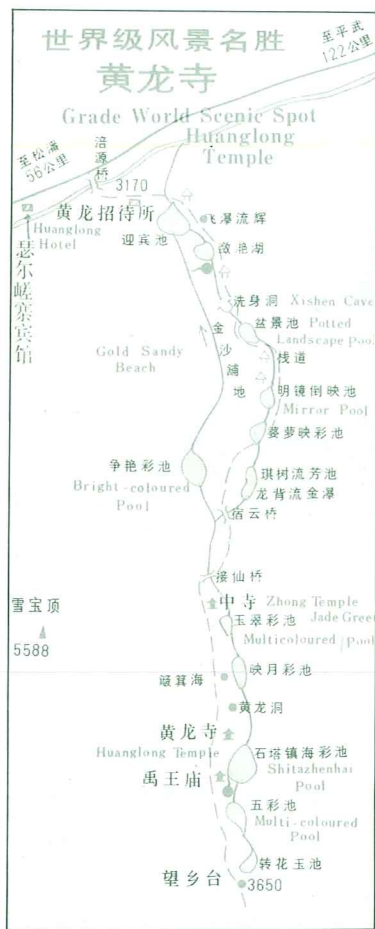 世界级风景名胜
黄龙寺
至平武
122公里
Grade World Scenic Spot
Huanglong
Temple
至松潘
56公里
涪源桥
3170
黄龙招待所
Huanglong
Hotel
瑟尔嵯寨宾馆
迎宾池
飞瀑流辉
潋艳湖
洗身洞 Xishen Cave
盆景池 Potted
Landscape Pool
金沙铺地
Gold Sandy
Beach
栈道
明镜倒映池
Mirror Pool
婆萝映彩池
争艳彩池
Bright-coloured
Pool
琪树流芳池
龙背流金瀑
宿云桥
接仙桥
中寺 Zhong Temple
玉翠彩池 Jade Green
Multicoloured Pool
雪宝顶
5588
映月彩池
簸箕海
黄龙洞
黄龙寺
Huanglong Temple
石塔镇海彩池
Shitazhenhai
Pool
禹王庙
五彩池
Multi-coloured
Pool
转花玉池
望乡台
3650